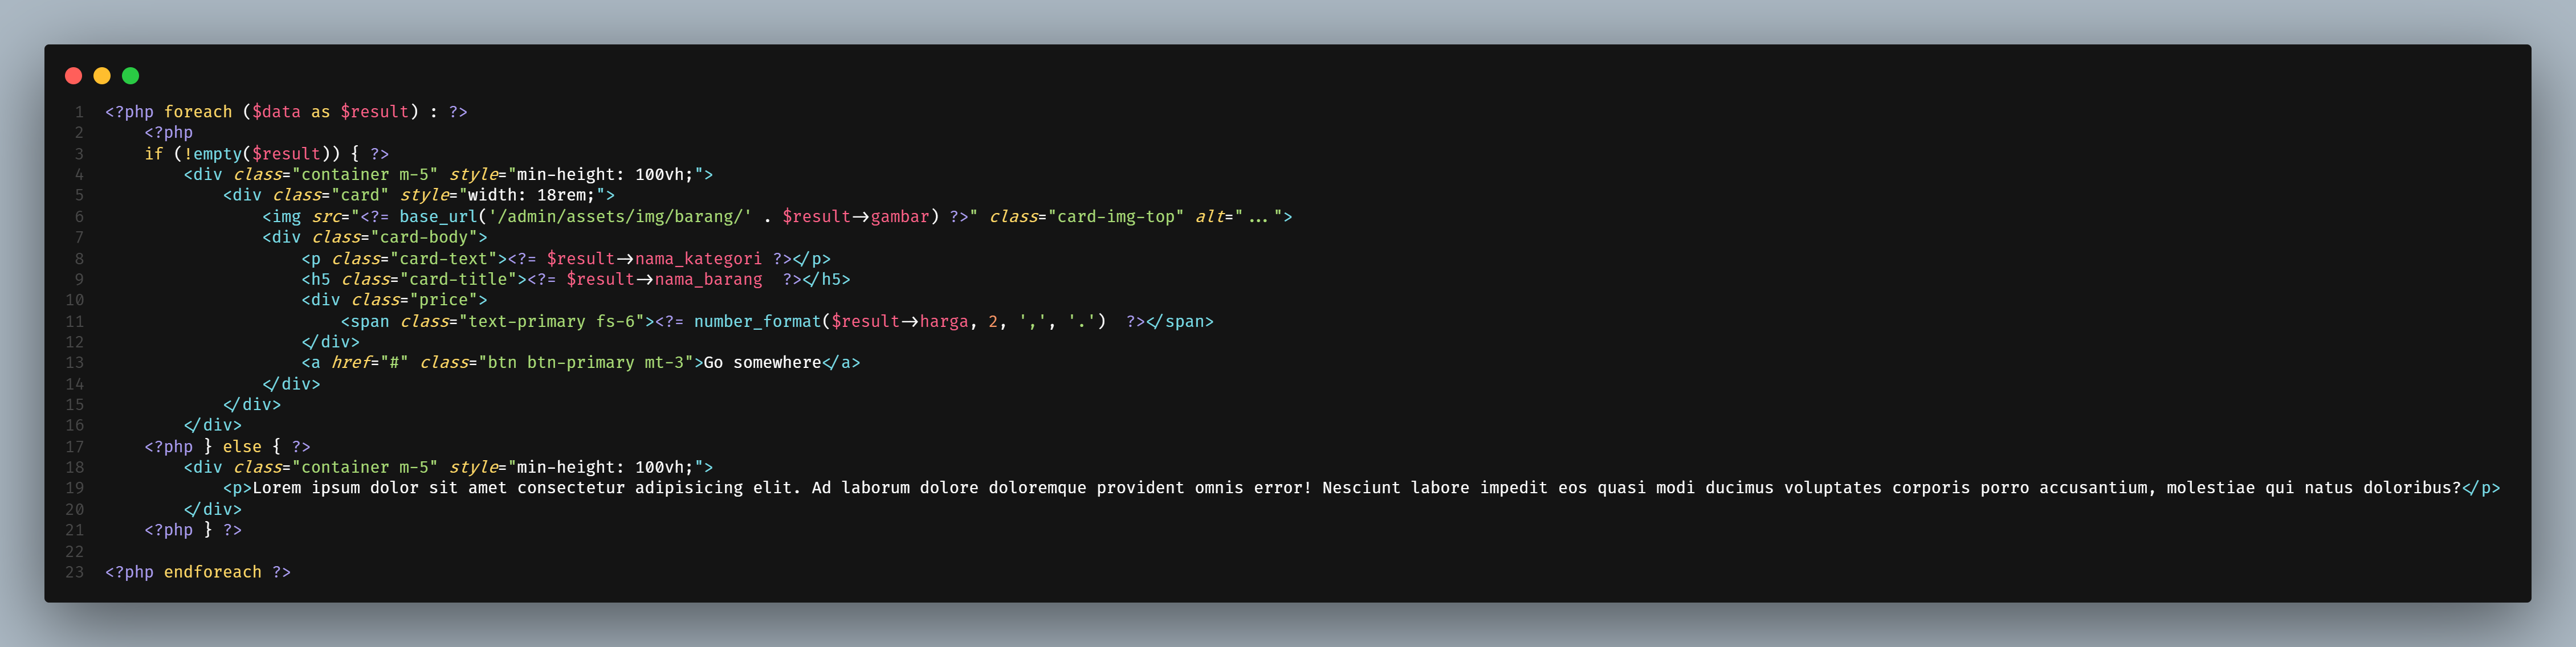 1 <?php foreach ($data as $result) : ?>
2     <?php
3     if (!empty($result)) { ?>
4         <div class="container m-5" style="min-height: 100vh;">
5             <div class="card" style="width: 18rem;">
6                 <img src="<?= base_url('/admin/assets/img/barang/' . $result->gambar) ?>" class="card-img-top" alt="...">
7                 <div class="card-body">
8                     <p class="card-text"><?= $result->nama_kategori ?></p>
9                     <h5 class="card-title"><?= $result->nama_barang  ?></h5>
10                     <div class="price">
11                         <span class="text-primary fs-6"><?= number_format($result->harga, 2, ',', '.')  ?></span>
12                     </div>
13                     <a href="#" class="btn btn-primary mt-3">Go somewhere</a>
14                 </div>
15             </div>
16         </div>
17     <?php } else { ?>
18         <div class="container m-5" style="min-height: 100vh;">
19             <p>Lorem ipsum dolor sit amet consectetur adipisicing elit. Ad laborum dolore doloremque provident omnis error! Nesciunt labore impedit eos quasi modi ducimus voluptates corporis porro accusantium, molestiae qui natus doloribus?</p>
20         </div>
21     <?php } ?>
22
23 <?php endforeach ?>